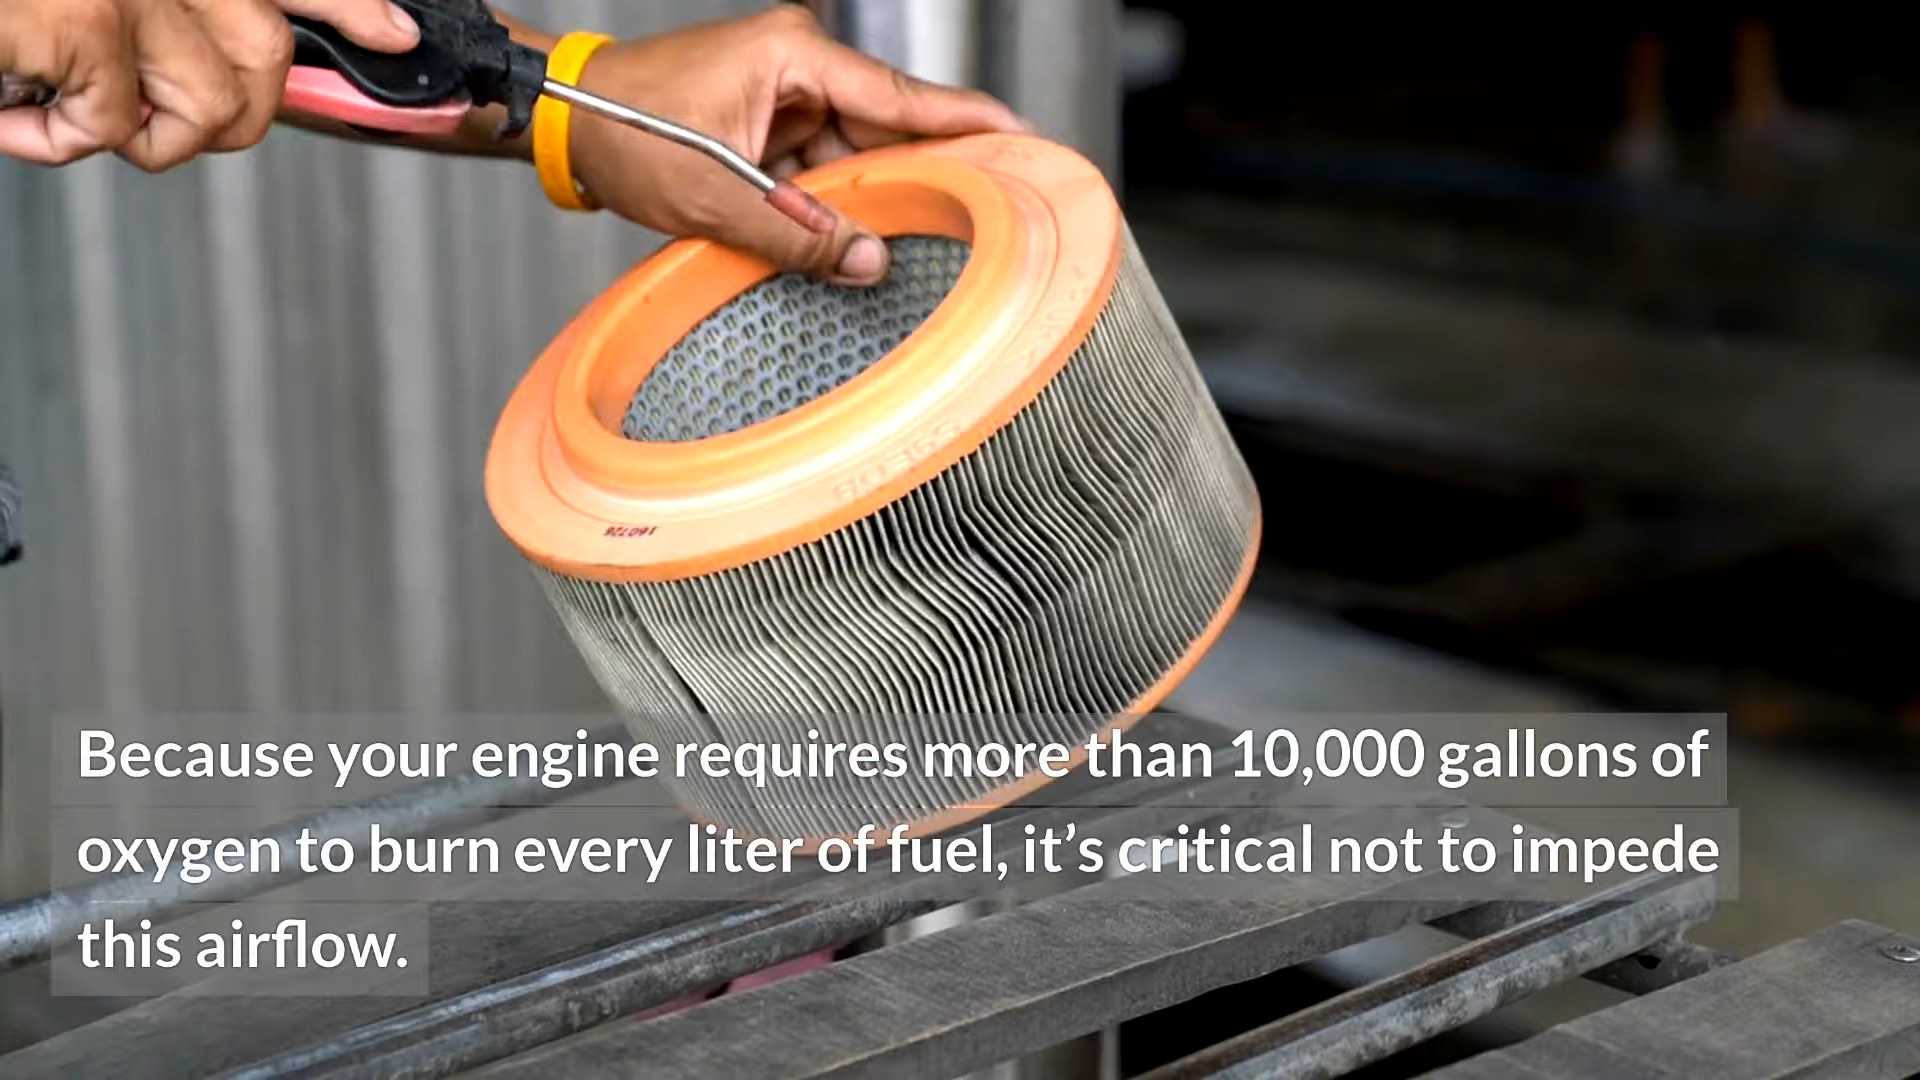 160726
Because your engine requires more than 10,000 gallons of
oxygen to burn every liter of fuel, it’s critical not to impede
this airflow.